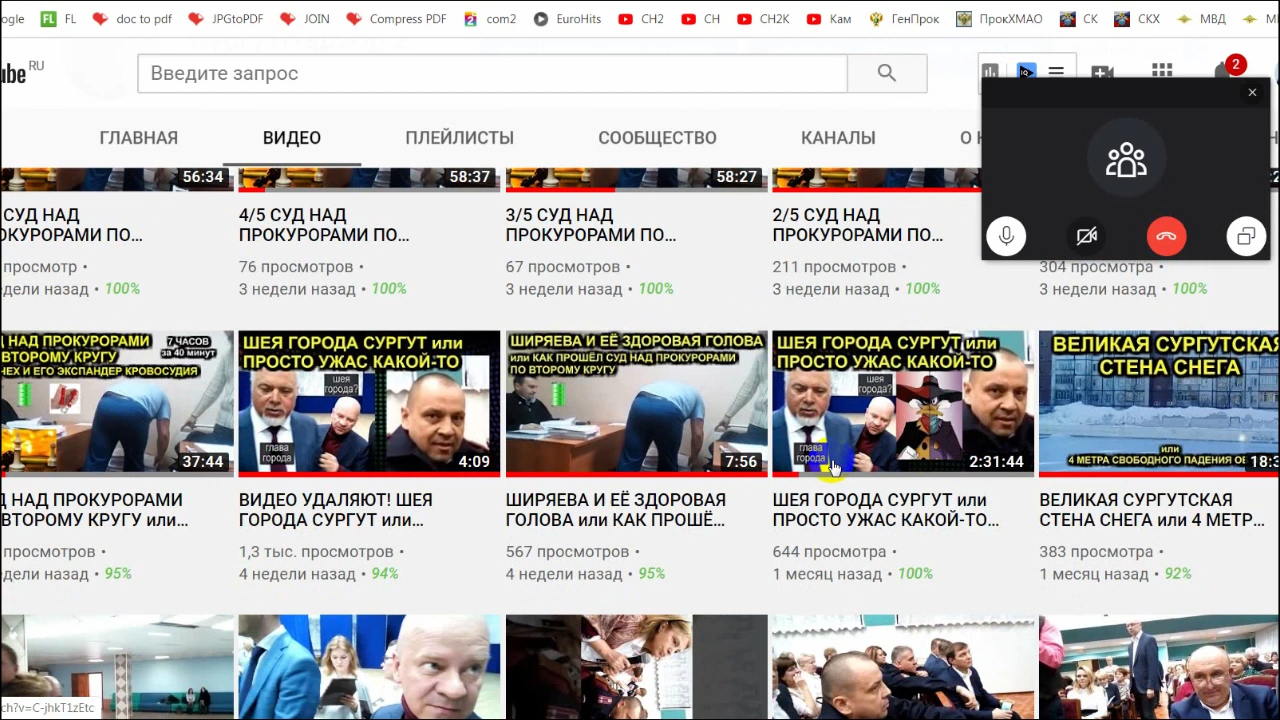 ogle FL FL doc to pdf JPGtoPDF JOIN Compress PDF com2 EuroHits CH2 CH CH2K Кам ГенПрок ПрокХМАО СК СКХ МВД
ube RU
Введите запрос
2
ГЛАВНАЯ ВИДЕО ПЛЕЙЛИСТЫ СООБЩЕСТВО КАНАЛЫ О К
56:34 58:37 58:27
СУД НАД 4/5 СУД НАД 3/5 СУД НАД 2/5 СУД НАД
ОКУРОРАМИ ПО... ПРОКУРОРАМИ ПО... ПРОКУРОРАМИ ПО... ПРОКУРОРАМИ ПО...
просмотр • 76 просмотров • 67 просмотров • 211 просмотров • 304 просмотра •
дели назад • 100% 3 недели назад • 100% 3 недели назад • 100% 3 недели назад • 100% 3 недели назад • 100%
Д НАД ПРОКУРОРАМИ
ВТОРОМУ КРУГУ
НЕХ И ЕГО ЭКСПАНДЕР КРОВОСУДИЯ
7 ЧАСОВ
за 40 минут
37:44
ШЕЯ ГОРОДА СУРГУТ или
ПРОСТО УЖАС КАКОЙ-ТО
шея
города?
глава
города
4:09
ШИРЯЕВА И ЕЁ ЗДОРОВАЯ ГОЛОВА
или КАК ПРОШЁЛ СУД НАД ПРОКУРОРАМИ
ПО ВТОРОМУ КРУГУ
7:56
ШЕЯ ГОРОДА СУРГУТ или
ПРОСТО УЖАС КАКОЙ-ТО
шея
города?
глава
города
2:31:44
ВЕЛИКАЯ СУРГУТСКАЯ
СТЕНА СНЕГА
или
4 МЕТРА СВОБОДНОГО ПАДЕНИЯ
18:3
Д НАД ПРОКУРОРАМИ ВИДЕО УДАЛЯЮТ! ШЕЯ ШИРЯЕВА И ЕЁ ЗДОРОВАЯ ШЕЯ ГОРОДА СУРГУТ или ВЕЛИКАЯ СУРГУТСКАЯ
ВТОРОМУ КРУГУ или... ГОРОДА СУРГУТ или... ГОЛОВА или КАК ПРОШЁ... ПРОСТО УЖАС КАКОЙ-ТО... СТЕНА СНЕГА или 4 МЕТР...
просмотров • 1,3 тыс. просмотров • 567 просмотров • 644 просмотра • 383 просмотра •
дели назад • 95% 4 недели назад • 94% 4 недели назад • 95% 1 месяц назад • 100% 1 месяц назад • 92%
ch?v=C-jhkT1zEtc